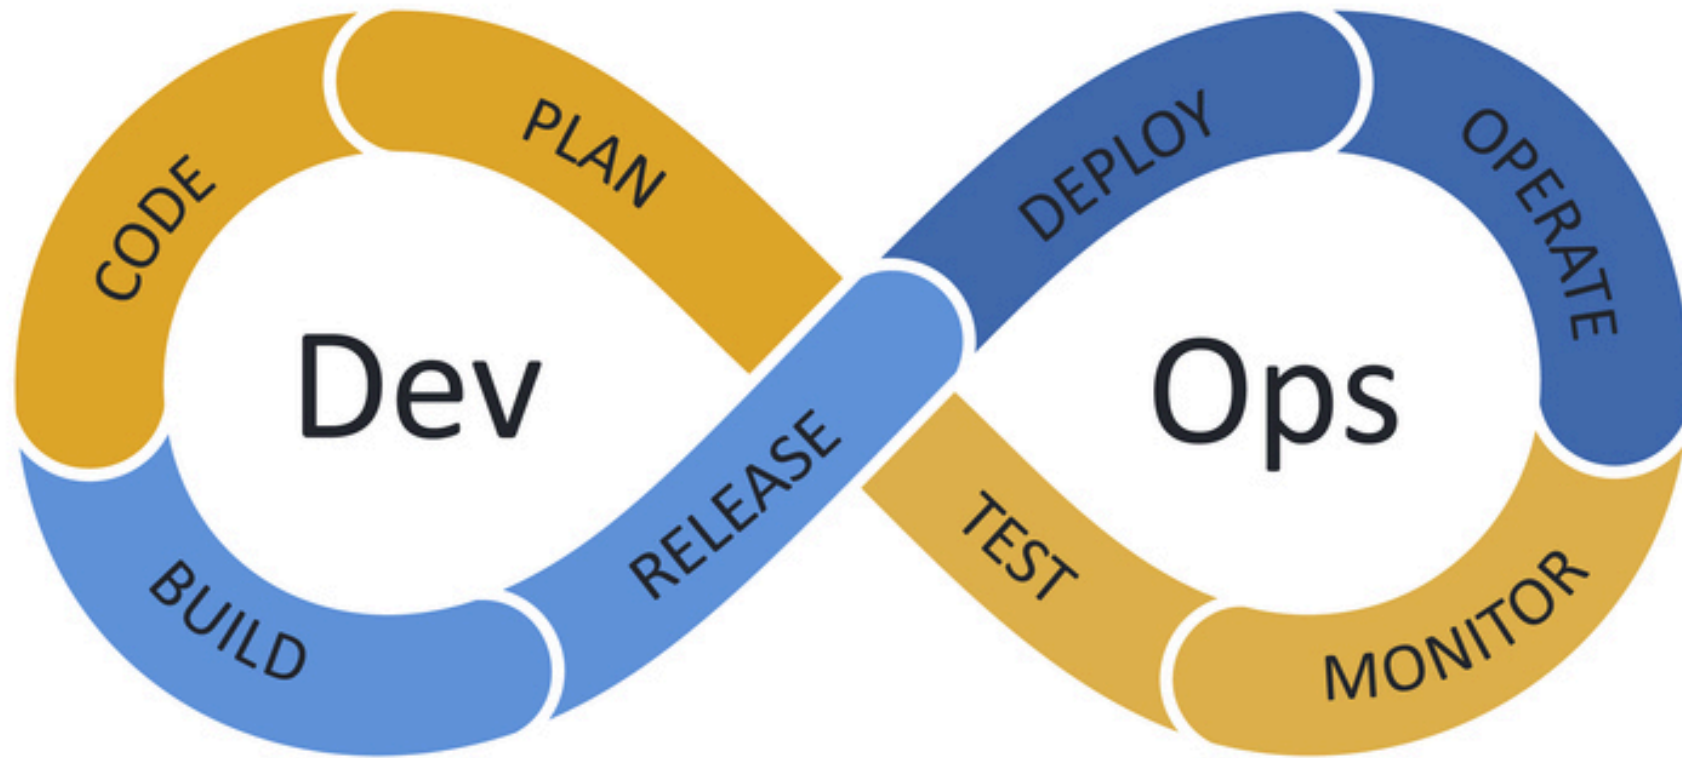 PLAN
CODE
BUILD
RELEASE
DEPLOY
OPERATE
MONITOR
TEST
Dev
Ops